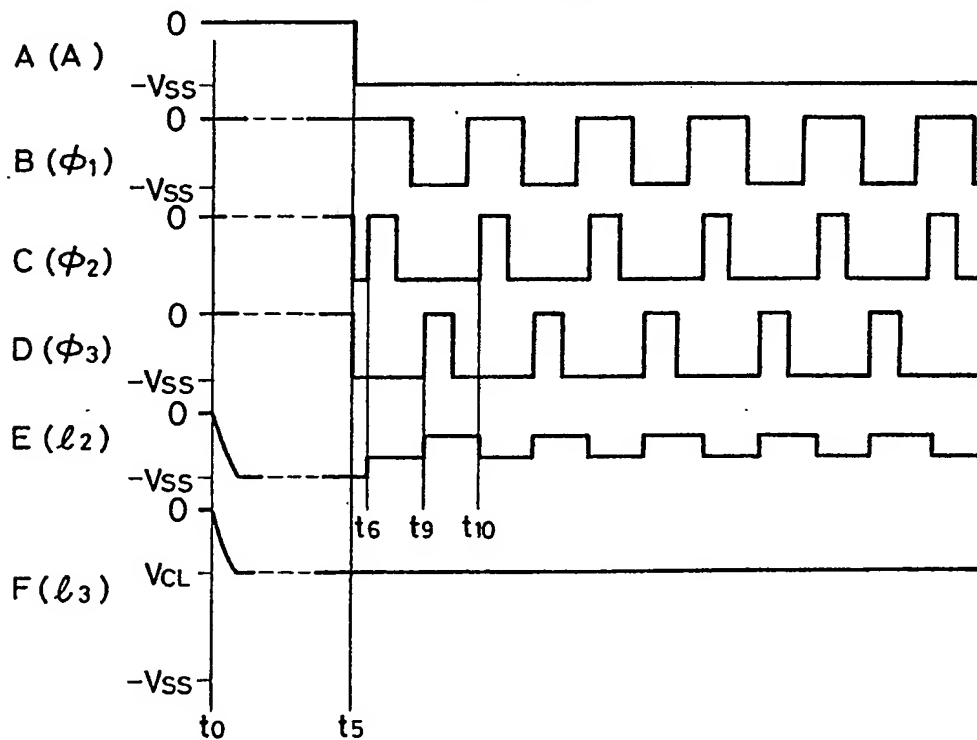 0
A (A)
-VSS
0
B (ϕ1)
-VSS
0
C (ϕ2)
0
D (ϕ3)
-VSS
0
E (ℓ2)
-VSS
t6 t9 t10
0
VCL
F (ℓ3)
-VSS
t0 t5